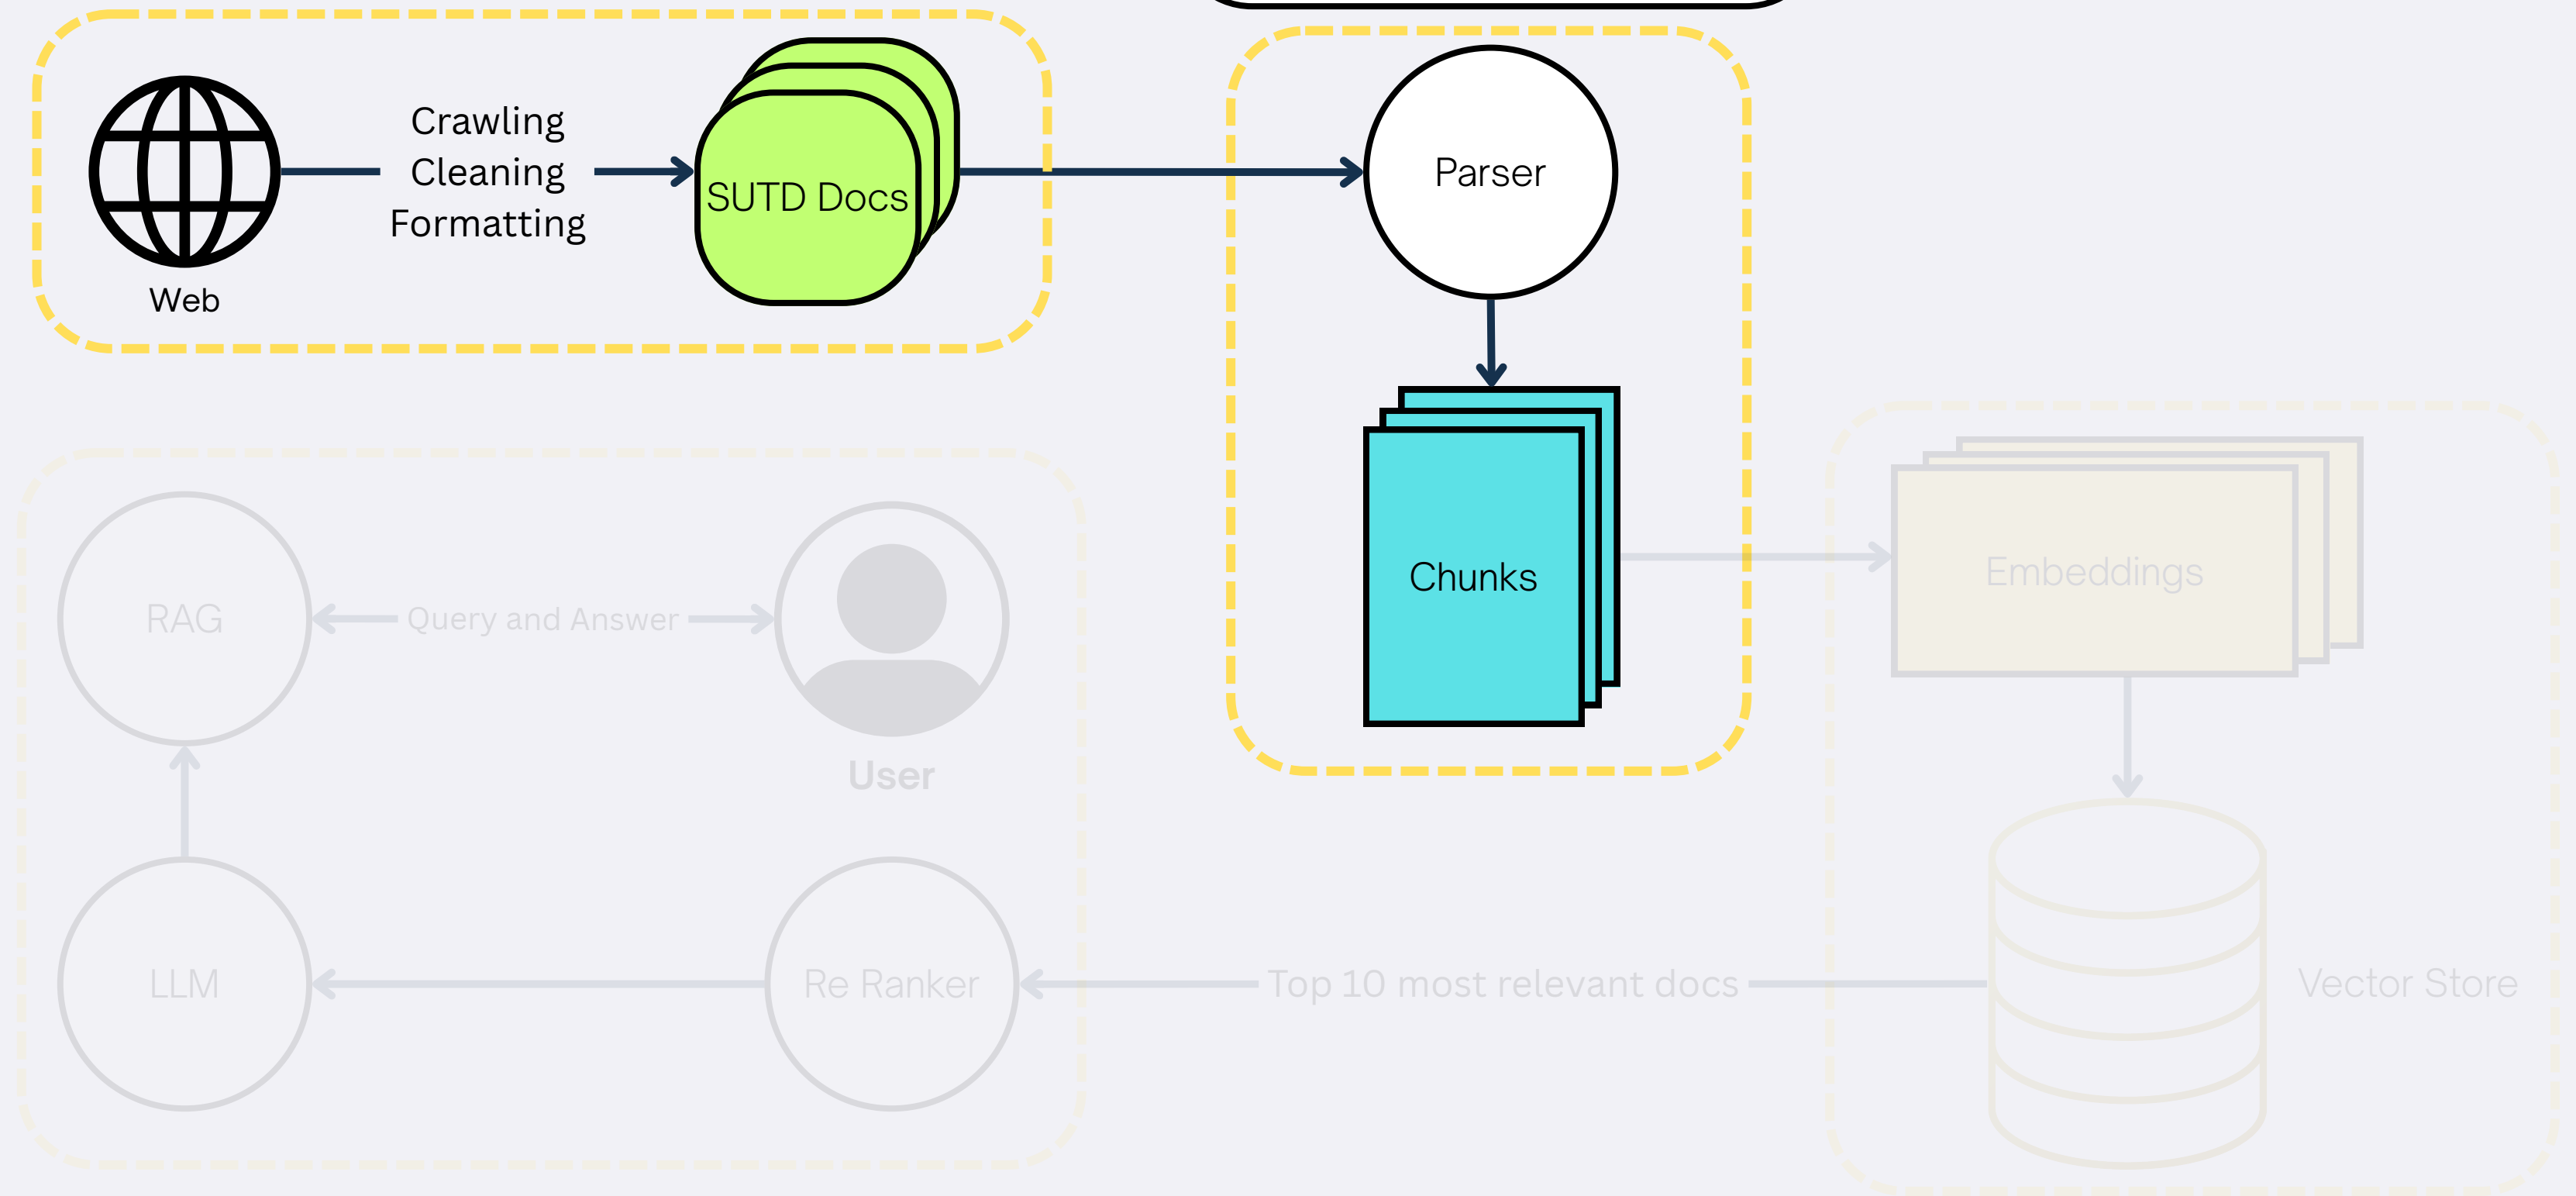 Crawling
Cleaning
Formatting
SUTD Docs
Web
Parser
Chunks
Embeddings
RAG
Query and Answer
User
LLM
Re Ranker
Top 10 most relevant docs
Vector Store